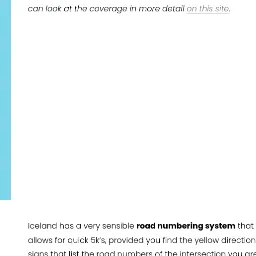 can look at the coverage in more detail on this site.
Iceland has a very sensible road numbering system that
allows for quick 5k's, provided you find the yellow direction
signs that list the road numbers of the intersection you are